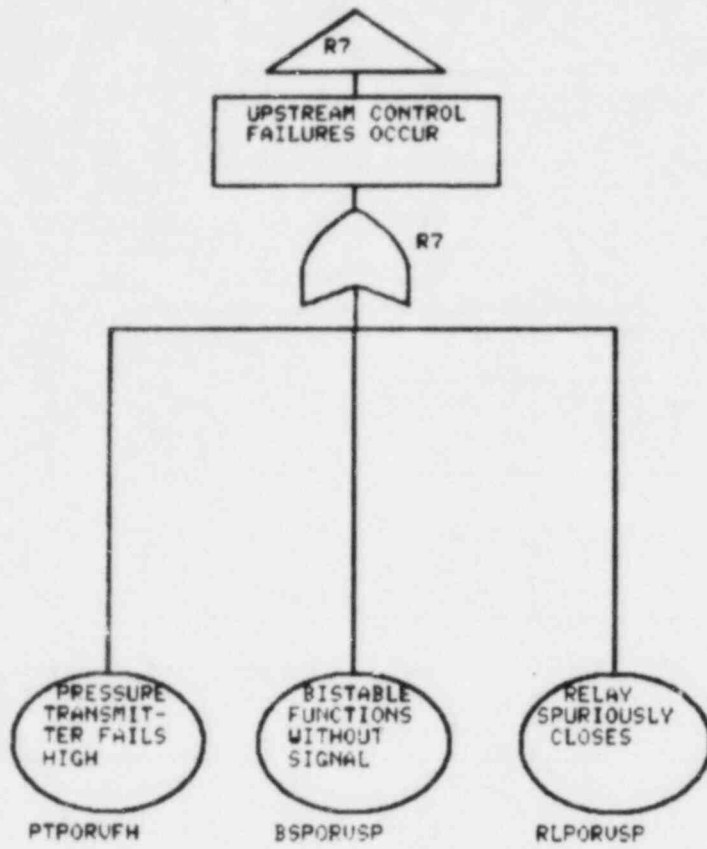 R7
UPSTREAM CONTROL
FAILURES OCCUR
R7
PRESSURE
TRANSMIT-
TER FAILS
HIGH
BISTABLE
FUNCTIONS
WITHOUT
SIGNAL
RELAY
SPURIOUSLY
CLOSES
PTPORVFH
BSPORVSP
RLPORVSP